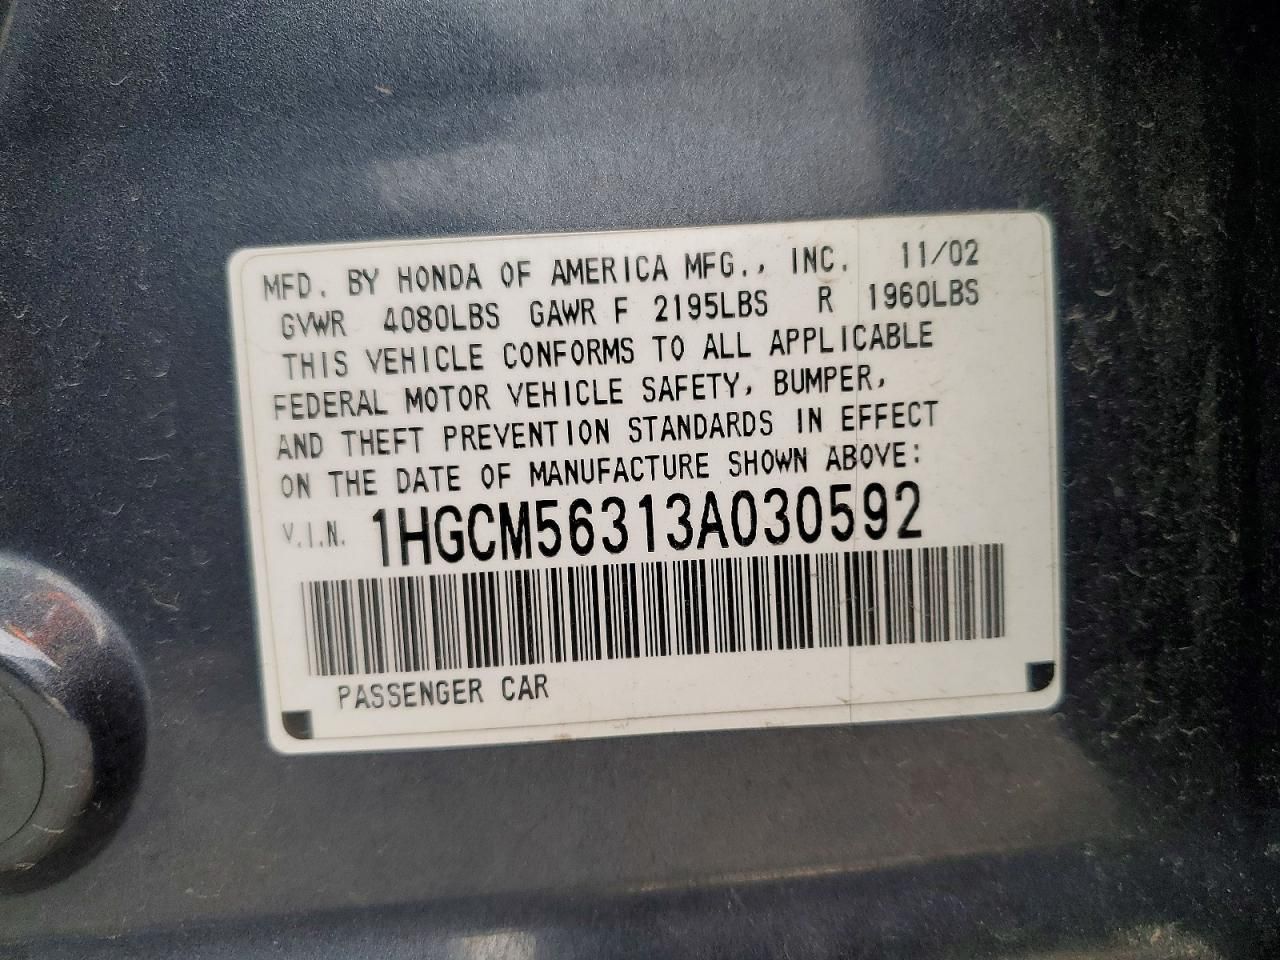 MFD. BY HONDA OF AMERICA MFG., INC. 11/02
GVWR 4080LBS GAWR F 2195LBS R 1960LBS
THIS VEHICLE CONFORMS TO ALL APPLICABLE
FEDERAL MOTOR VEHICLE SAFETY, BUMPER,
AND THEFT PREVENTION STANDARDS IN EFFECT
ON THE DATE OF MANUFACTURE SHOWN ABOVE:
V.I.N. 1HGCM56313A030592
PASSENGER CAR